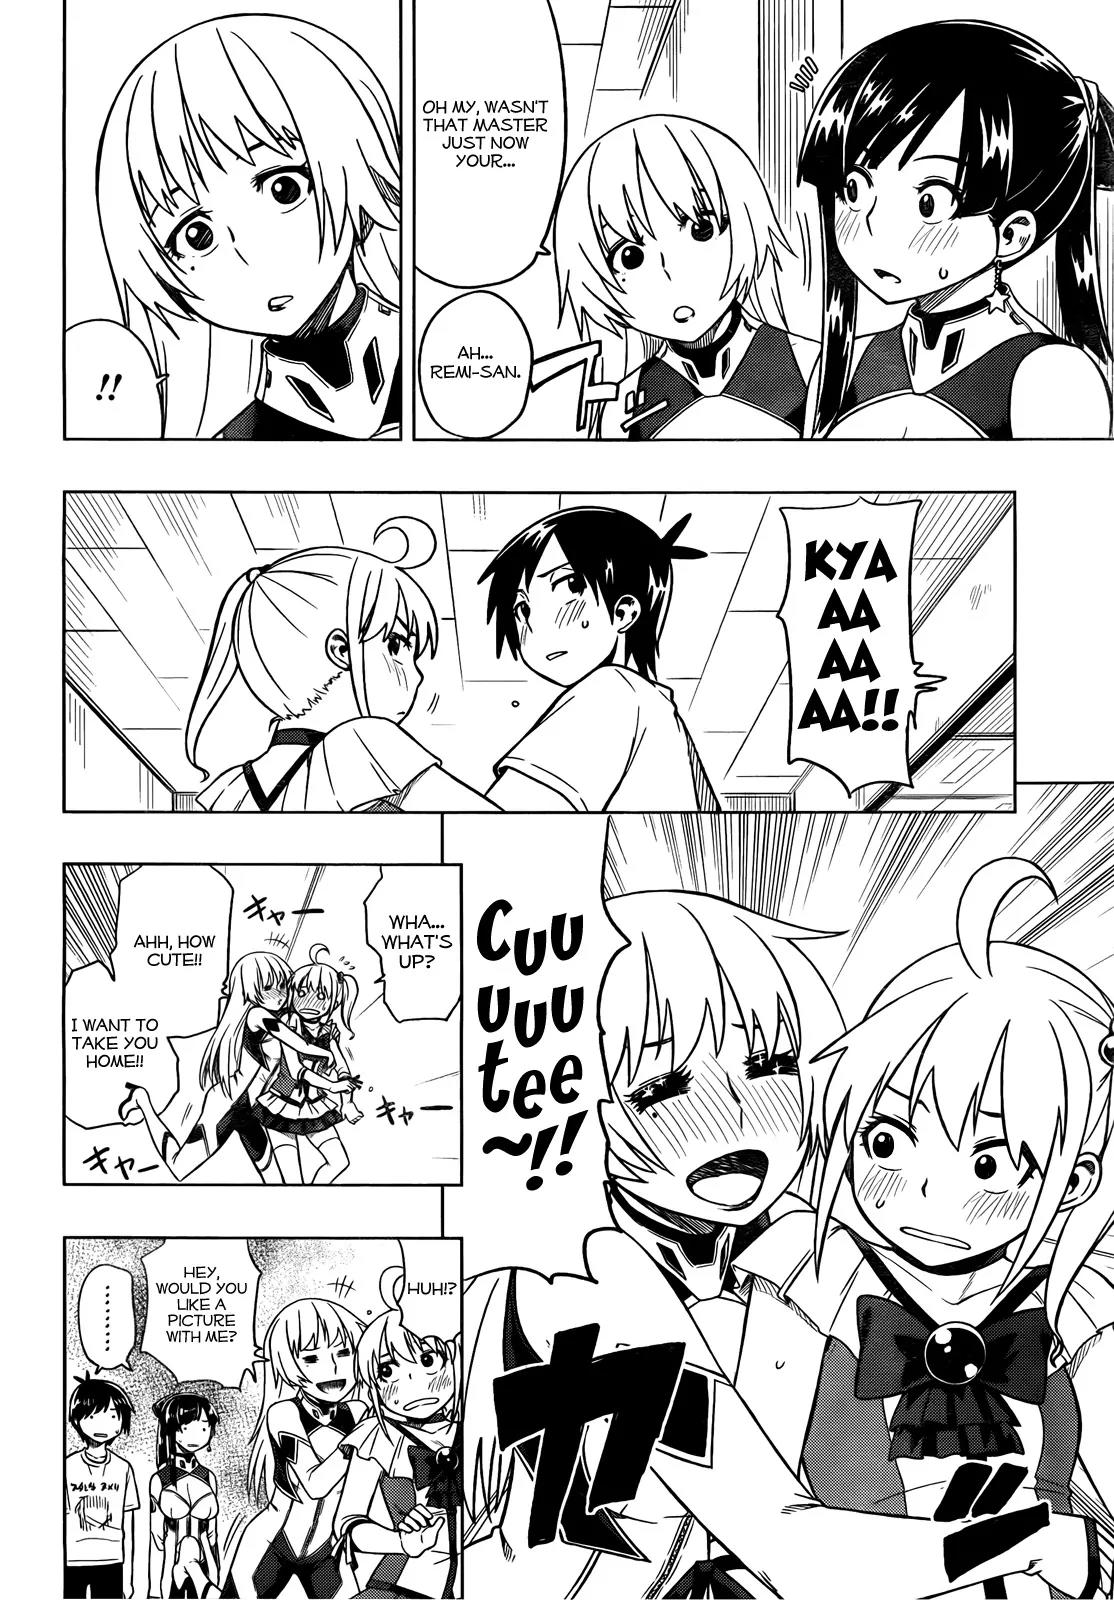 OH MY, WASN'T
THAT MASTER
JUST NOW
YOUR...
AH...
REMI-SAN.
!!
KYA
AA
AA
AA!!
CUU
UUUU
tee
~!!
WHA...
WHAT'S
UP?
AHH, HOW
CUTE!!
I WANT TO
TAKE YOU
HOME!!
キャー
キャー
キャー
HUH!?
HEY,
WOULD YOU
LIKE A
PICTURE
WITH ME?
.........